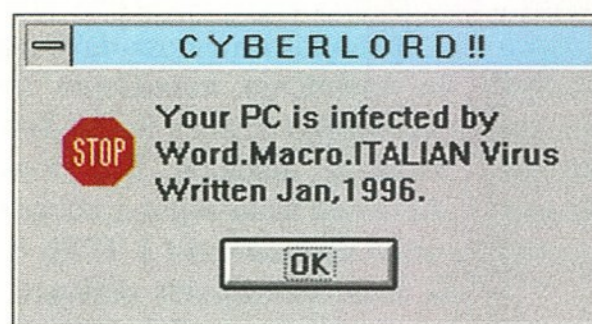 CYBERLORD!!
STOP
Your PC is infected by
Word.Macro.ITALIAN Virus
Written Jan,1996.
OK